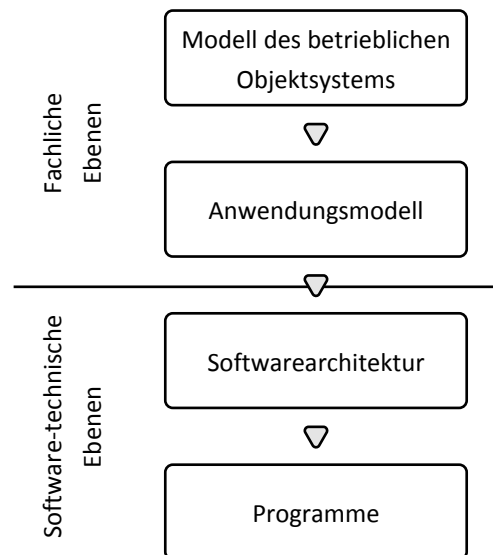 Modell des betrieblichen
Objektsystems
Fachliche
Ebenen
Anwendungsmodell
Softwarearchitektur
Software-technische
Ebenen
Programme